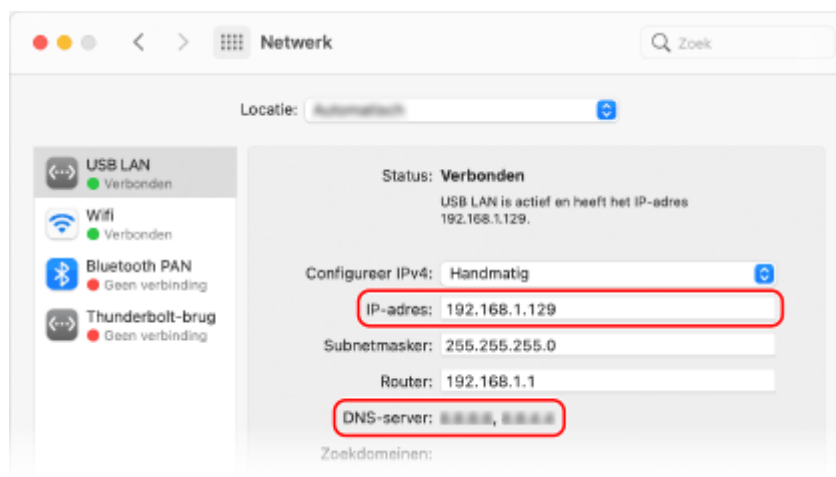 Netwerk
Zoek
Locatie:
USB LAN
Verbonden
Wifi
Verbonden
Bluetooth PAN
Geen verbinding
Thunderbolt-brug
Geen verbinding
Status: Verbonden
USB LAN is actief en heeft het IP-adres
192.168.1.129.
Configureer IPv4: Handmatig
IP-adres: 192.168.1.129
Subnetmasker: 255.255.255.0
Router: 192.168.1.1
DNS-server:
Zoekdomeinen: